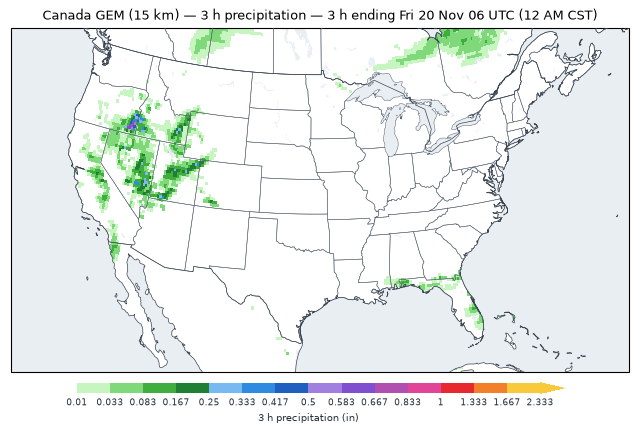 Canada GEM (15 km) — 3 h precipitation — 3 h ending Fri 20 Nov 06 UTC (12 AM CST)
0.01 0.033 0.083 0.167 0.25 0.333 0.417 0.5 0.583 0.667 0.833 1 1.333 1.667 2.333
3 h precipitation (in)